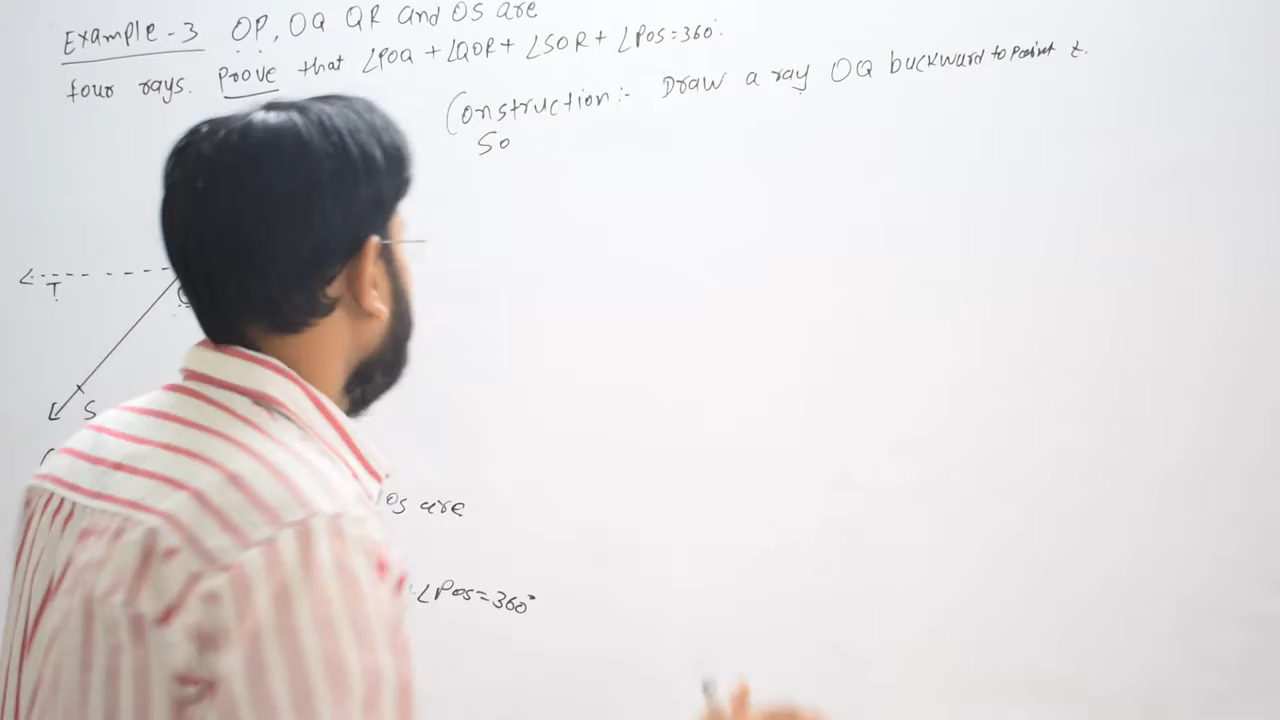 Example-3 OP, OQ QR and OS are
four rays. Prove that ∠POQ + ∠QOR + ∠SOR + ∠POS = 360°.
Construction:- Draw a ray OQ backward to Point t.
So
T
S
OS are
∠POS = 360°